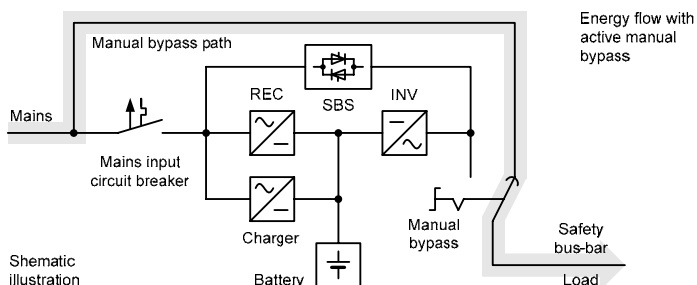 Energy flow with
active manual
bypass
Manual bypass path
Mains
REC
SBS
INV
Mains input
circuit breaker
Charger
Manual
bypass
Safety
bus-bar
Load
Shematic
illustration
Battery